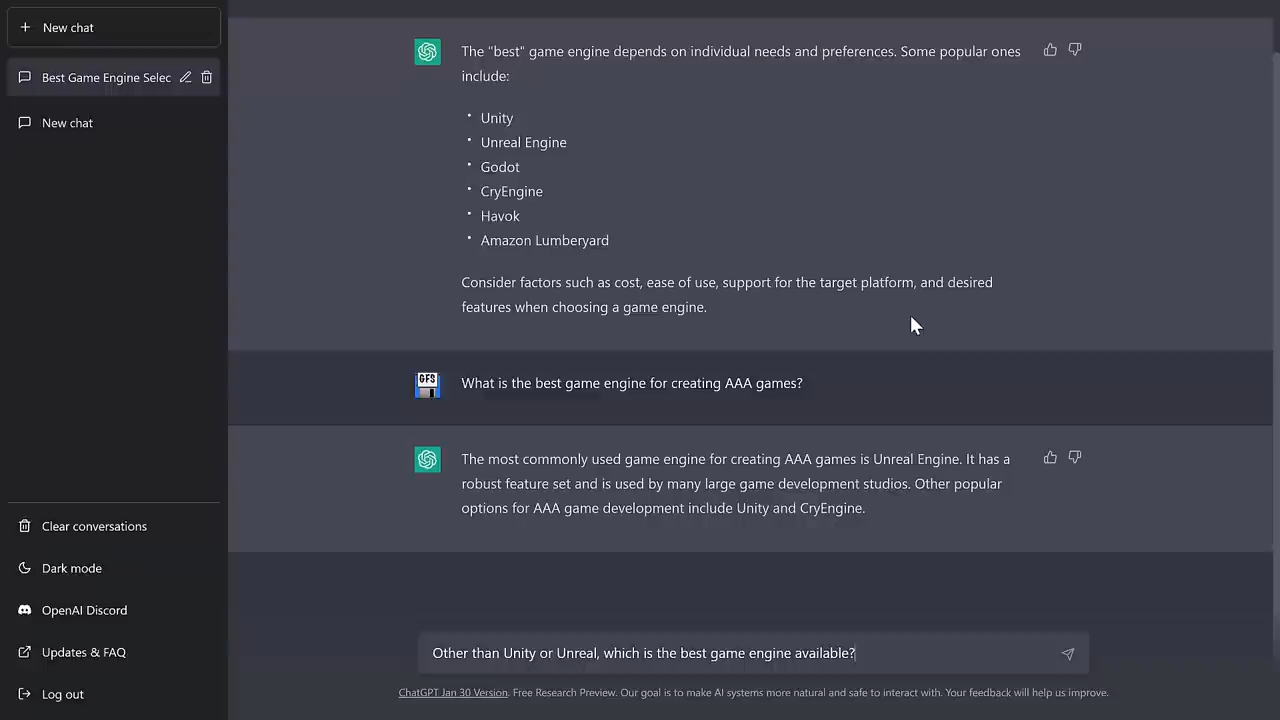 New chat
Best Game Engine Selec
New chat
Clear conversations
Dark mode
OpenAI Discord
Updates & FAQ
Log out
The "best" game engine depends on individual needs and preferences. Some popular ones
include:
• Unity
• Unreal Engine
• Godot
• CryEngine
• Havok
• Amazon Lumberyard
Consider factors such as cost, ease of use, support for the target platform, and desired
features when choosing a game engine.
GFS
What is the best game engine for creating AAA games?
The most commonly used game engine for creating AAA games is Unreal Engine. It has a
robust feature set and is used by many large game development studios. Other popular
options for AAA game development include Unity and CryEngine.
Other than Unity or Unreal, which is the best game engine available?
ChatGPT Jan 30 Version. Free Research Preview. Our goal is to make AI systems more natural and safe to interact with. Your feedback will help us improve.